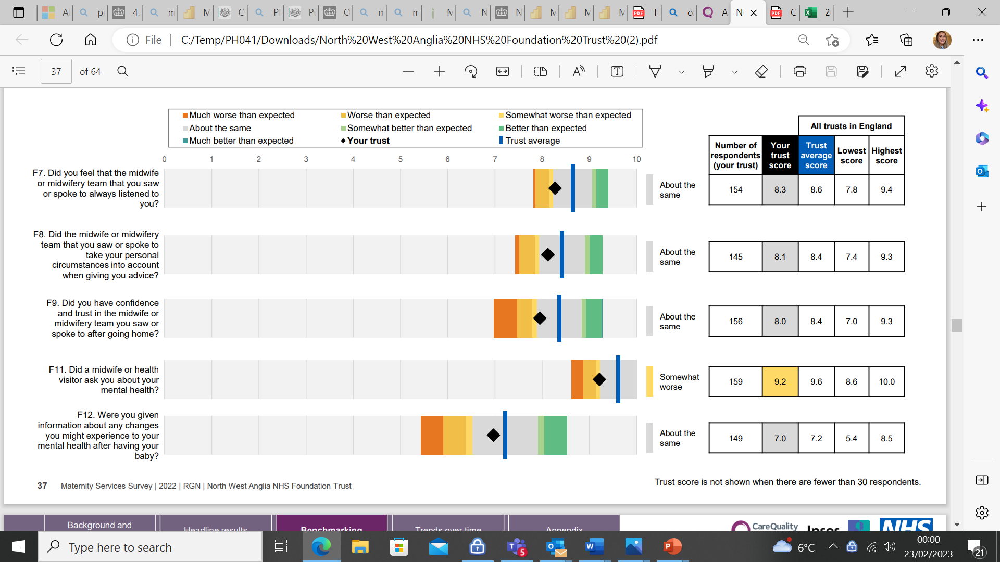 A
p
4.
m
M
C
Pl
P
C
m
m
M
N
N
M
M
M
Tl
c
A
N
C
2
File
C:/Temp/PH041/Downloads/North%20West%20Anglia%20NHS%20Foundation%20Trust%20(2).pdf
37 of 64
Much worse than expected
Worse than expected
Somewhat worse than expected
About the same
Somewhat better than expected
Better than expected
Much better than expected
Your trust
Trust average
All trusts in England
Number of respondents (your trust)
Your trust score
Trust average score
Lowest score
Highest score
0 1 2 3 4 5 6 7 8 9 10
F7. Did you feel that the midwife
or midwifery team that you saw
or spoke to always listened to
you?
About the
same
154 8.3 8.6 7.8 9.4
F8. Did the midwife or midwifery
team that you saw or spoke to
take your personal
circumstances into account
when giving you advice?
About the
same
145 8.1 8.4 7.4 9.3
F9. Did you have confidence
and trust in the midwife or
midwifery team you saw or
spoke to after going home?
About the
same
156 8.0 8.4 7.0 9.3
F11. Did a midwife or health
visitor ask you about your
mental health?
Somewhat
worse
159 9.2 9.6 8.6 10.0
F12. Were you given
information about any changes
you might experience to your
mental health after having your
baby?
About the
same
149 7.0 7.2 5.4 8.5
37 Maternity Services Survey | 2022 | RGN | North West Anglia NHS Foundation Trust
Trust score is not shown when there are fewer than 30 respondents.
Background and
Headline results
Benchmarking
Trends over time
Appendix
CareQuality
Ipsos
NHS
Type here to search
5
6°C
00:00
23/02/2023
21